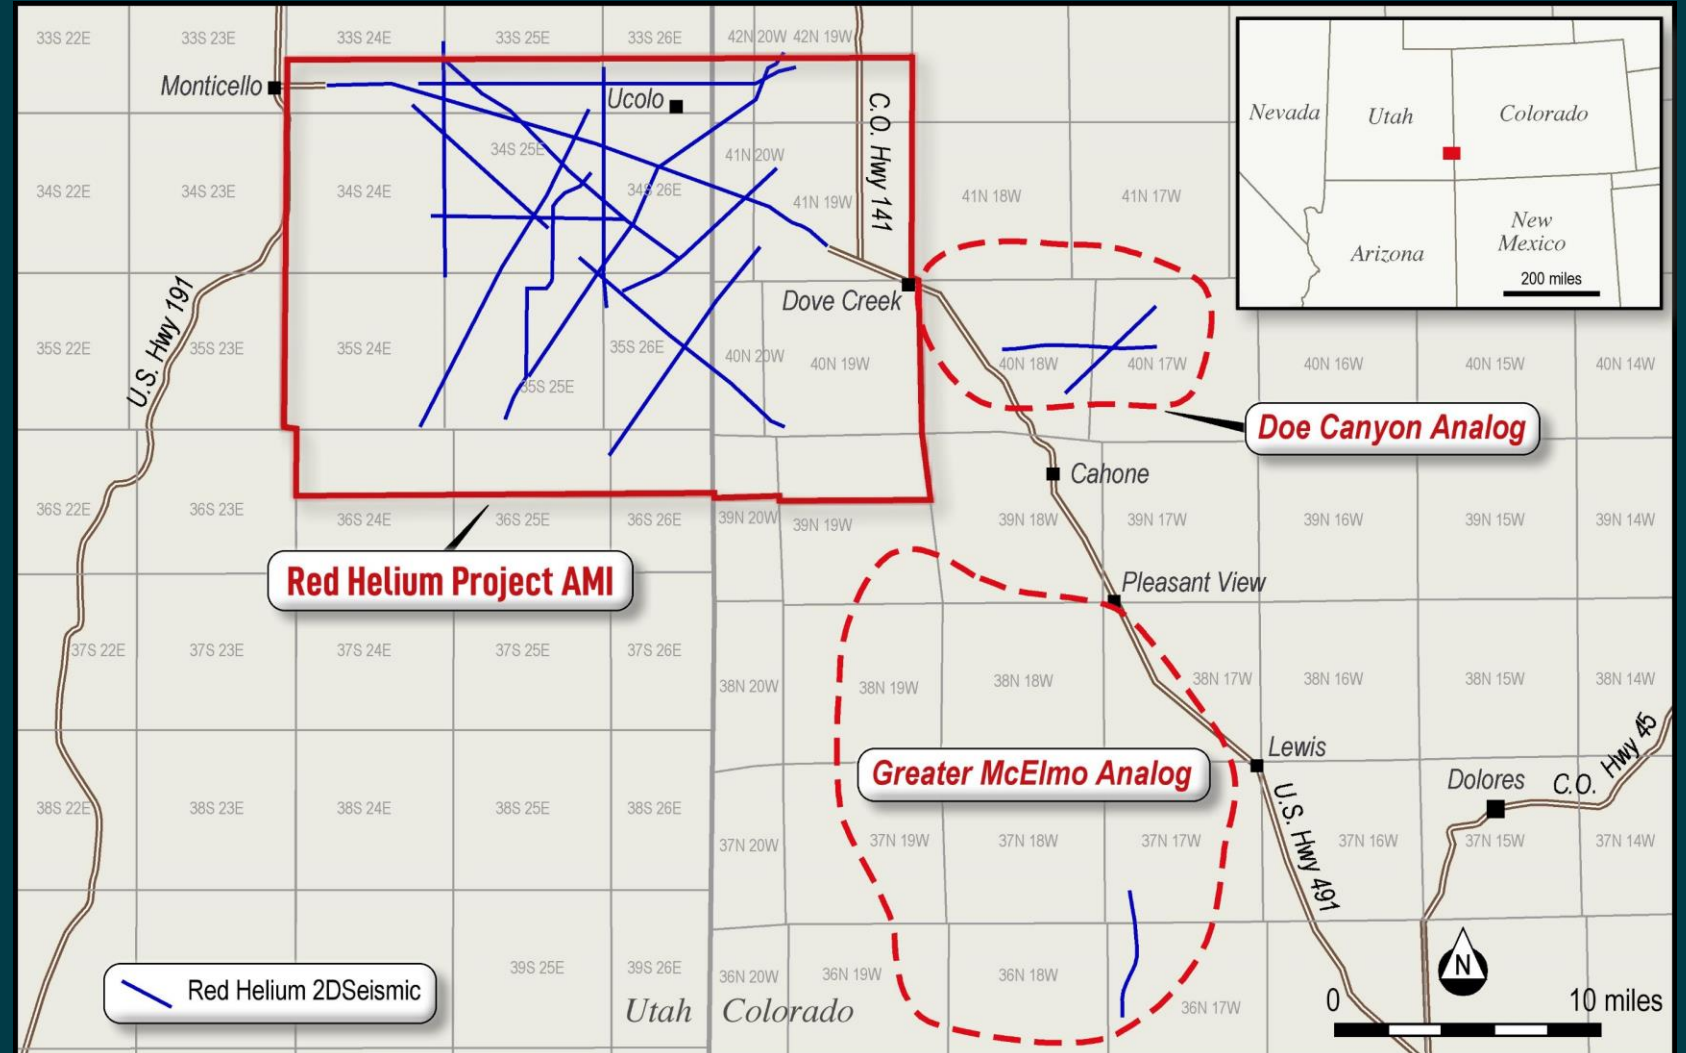 33S 22E
33S 23E
33S 24E
33S 25E
33S 26E
42N 20W
42N 19W
Monticello
Ucolo
C.O. Hwy 141
Nevada
Utah
Colorado
Arizona
New
Mexico
200 miles
34S 22E
34S 23E
34S 24E
34S 25E
34S 26E
41N 20W
41N 19W
41N 18W
41N 17W
U.S. Hwy 191
Dove Creek
35S 22E
35S 23E
35S 24E
35S 25E
35S 26E
40N 20W
40N 19W
40N 18W
40N 17W
40N 16W
40N 15W
40N 14W
Doe Canyon Analog
Cahone
36S 22E
36S 23E
36S 24E
36S 25E
36S 26E
39N 20W
39N 19W
39N 18W
39N 17W
39N 16W
39N 15W
39N 14W
Red Helium Project AMI
Pleasant View
37S 22E
37S 23E
37S 24E
37S 25E
37S 26E
38N 20W
38N 19W
38N 18W
38N 17W
38N 16W
38N 15W
38N 14W
Greater McElmo Analog
Lewis
Dolores
C.O. Hwy 45
U.S. Hwy 491
38S 22E
38S 23E
38S 24E
38S 25E
38S 26E
37N 20W
37N 19W
37N 18W
37N 17W
37N 16W
37N 15W
37N 14W
39S 25E
39S 26E
36N 20W
36N 19W
36N 18W
36N 17W
Red Helium 2DSeismic
Utah
Colorado
N
0
10 miles